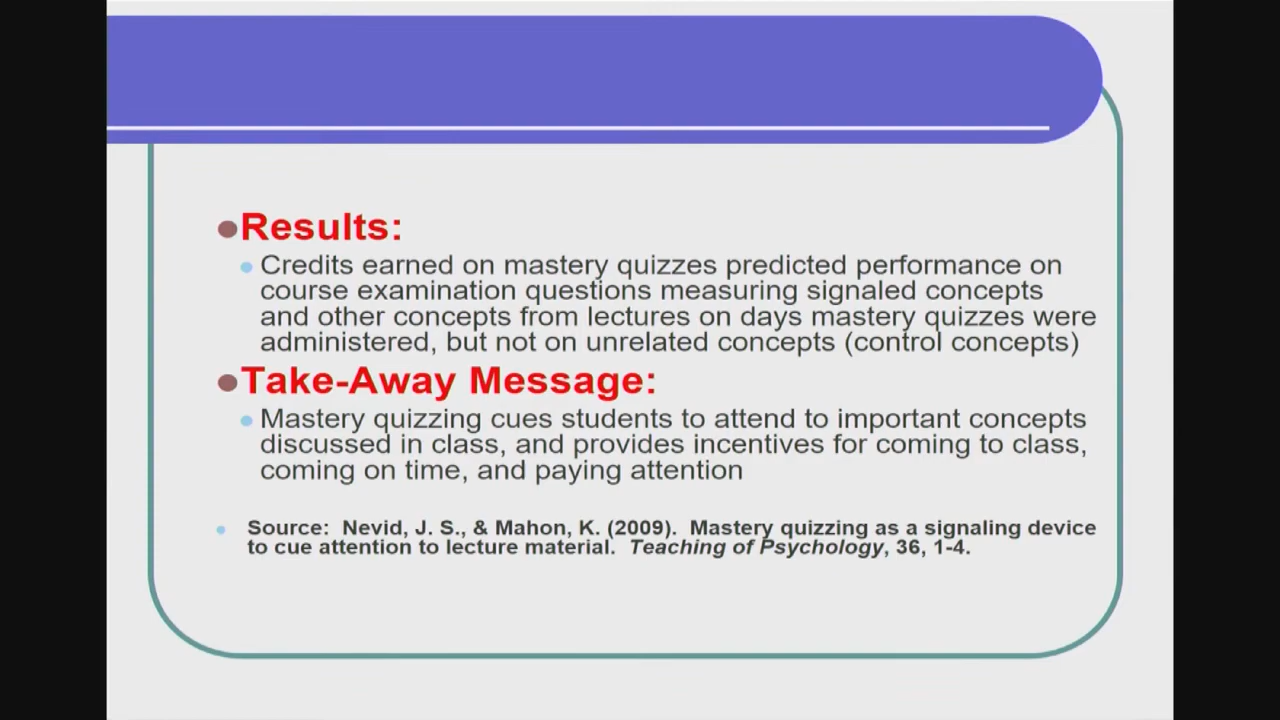 Results:
Credits earned on mastery quizzes predicted performance on
course examination questions measuring signaled concepts
and other concepts from lectures on days mastery quizzes were
administered, but not on unrelated concepts (control concepts)
Take-Away Message:
Mastery quizzing cues students to attend to important concepts
discussed in class, and provides incentives for coming to class,
coming on time, and paying attention
Source: Nevid, J. S., & Mahon, K. (2009). Mastery quizzing as a signaling device
to cue attention to lecture material. Teaching of Psychology, 36, 1-4.